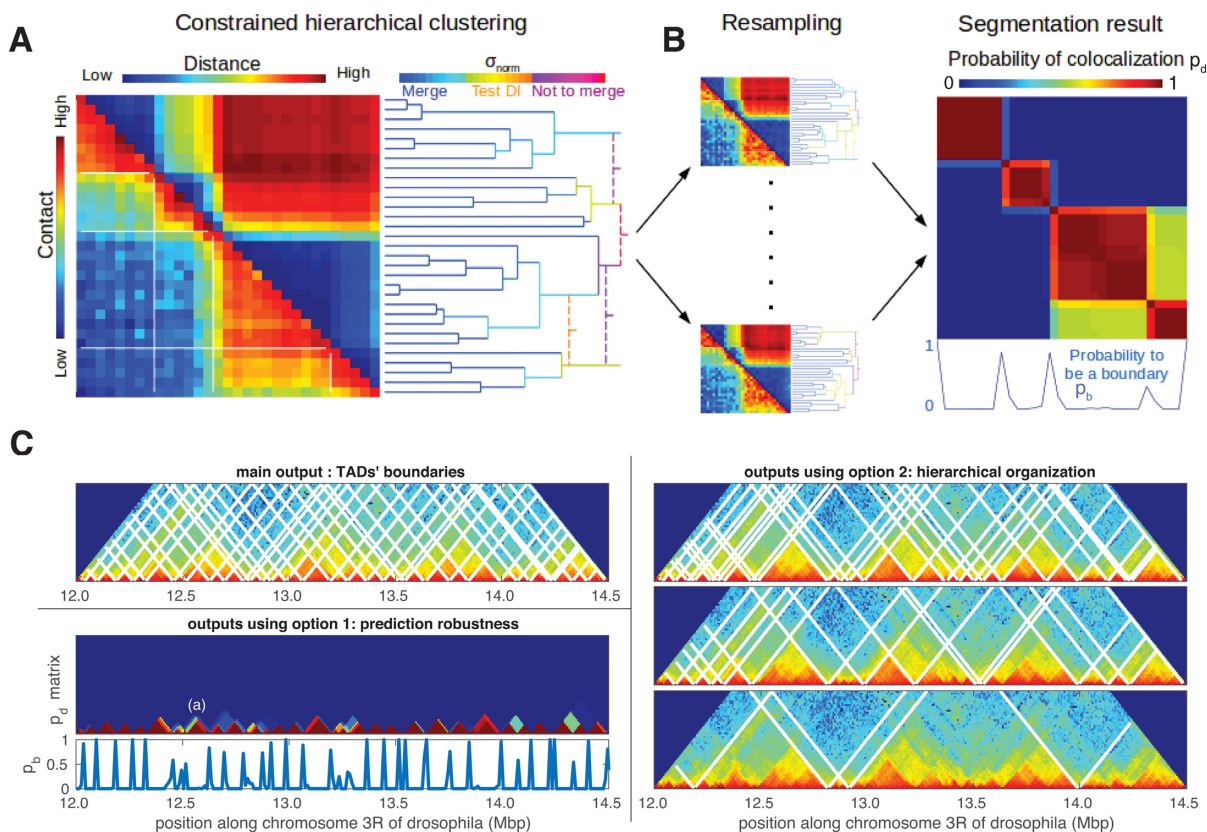 A
Constrained hierarchical clustering
Low Distance High
σnorm
Merge Test DI Not to merge
High
Contact
Low
B
Resampling
Segmentation result
Probability of colocalization pd
0 1
1
Probability to
be a boundary
pb
0
C
main output : TADs' boundaries
12.0 12.5 13.0 13.5 14.0 14.5
outputs using option 1: prediction robustness
pd matrix
(a)
pb
1
0.5
0
12.0 12.5 13.0 13.5 14.0 14.5
position along chromosome 3R of drosophila (Mbp)
outputs using option 2: hierarchical organization
12.0 12.5 13.0 13.5 14.0 14.5
position along chromosome 3R of drosophila (Mbp)